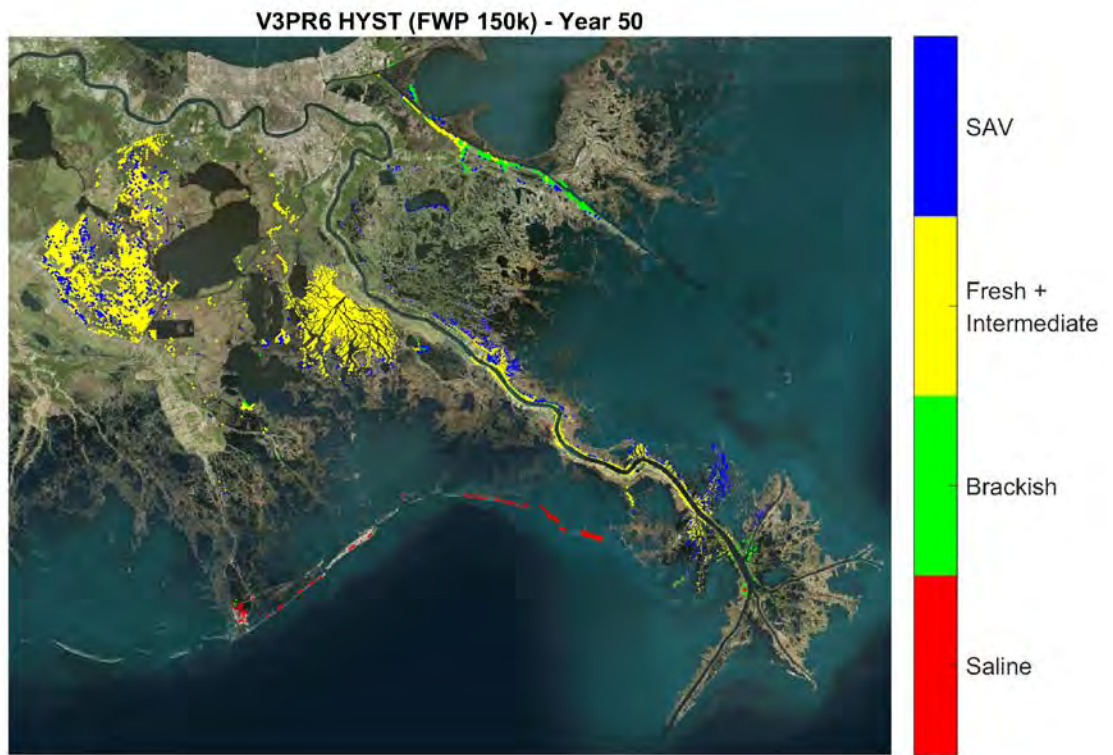 V3PR6 HYST (FWP 150k) - Year 50
SAV
Fresh +
Intermediate
Brackish
Saline